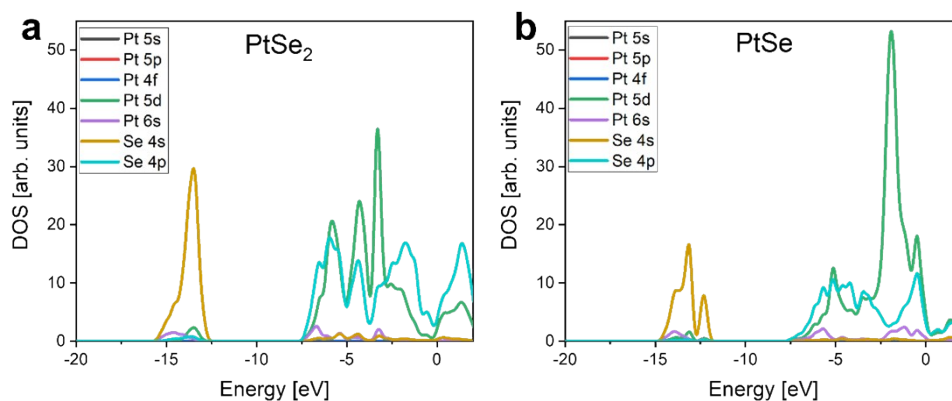 a
PtSe₂
Pt 5s
Pt 5p
Pt 4f
Pt 5d
Pt 6s
Se 4s
Se 4p
DOS [arb. units]
50
40
30
20
10
0
-20
-15
-10
-5
0
Energy [eV]
b
PtSe
Pt 5s
Pt 5p
Pt 4f
Pt 5d
Pt 6s
Se 4s
Se 4p
DOS [arb. units]
50
40
30
20
10
0
-20
-15
-10
-5
0
Energy [eV]